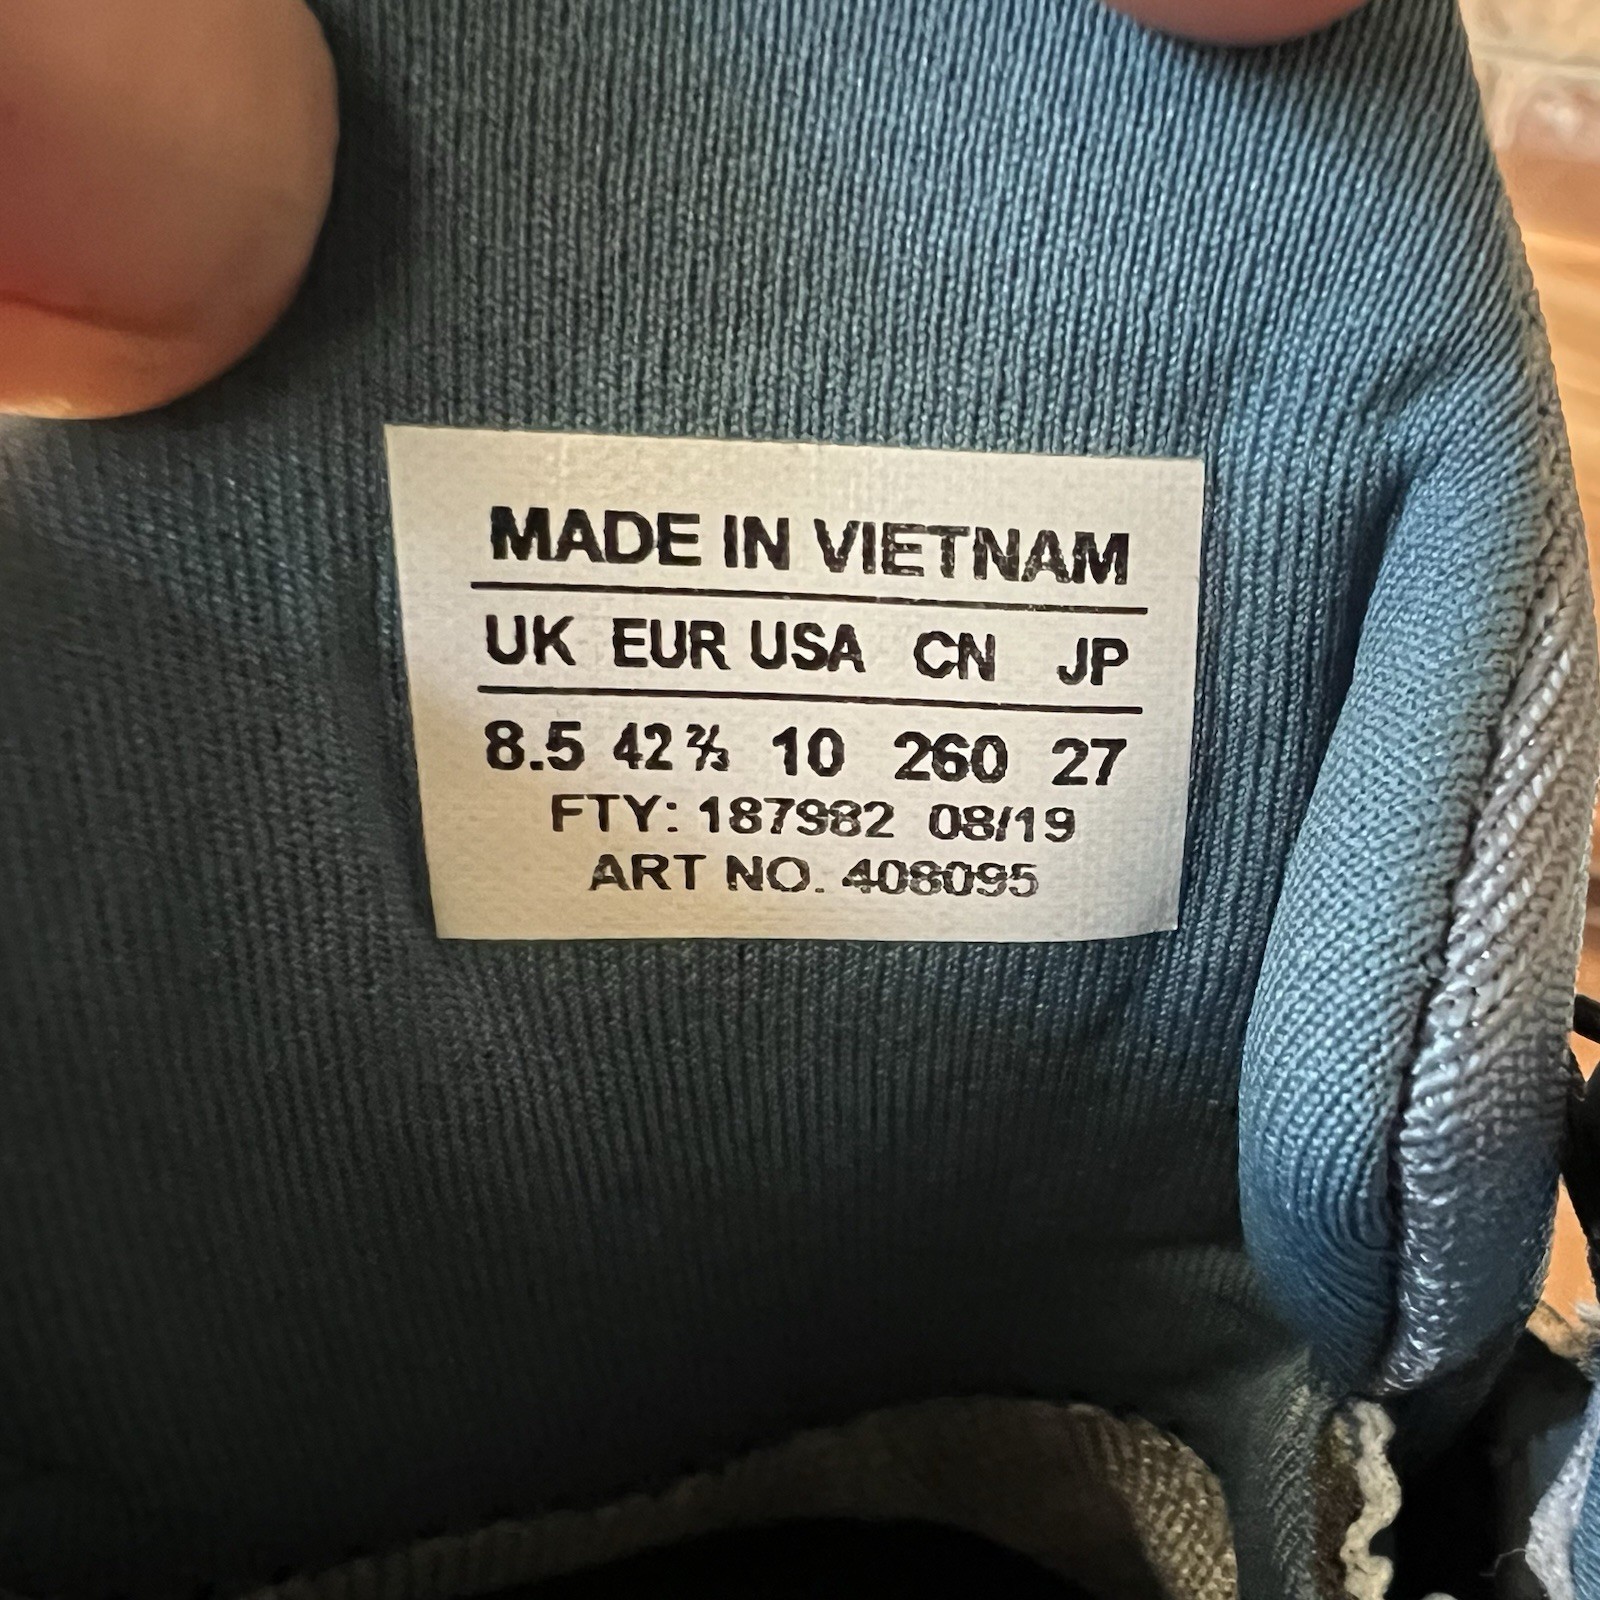 MADE IN VIETNAM
UK EUR USA CN JP
8.5 42⅔ 10 260 27
FTY: 187982 08/19
ART NO. 408095